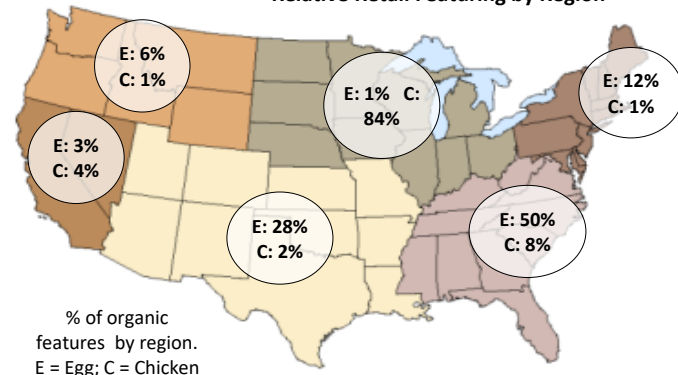 Relative Retail Featuring by Region
E: 6%
C: 1%
E: 1% C:
84%
E: 12%
C: 1%
E: 3%
C: 4%
E: 28%
C: 2%
E: 50%
C: 8%
% of organic
features by region.
E = Egg; C = Chicken